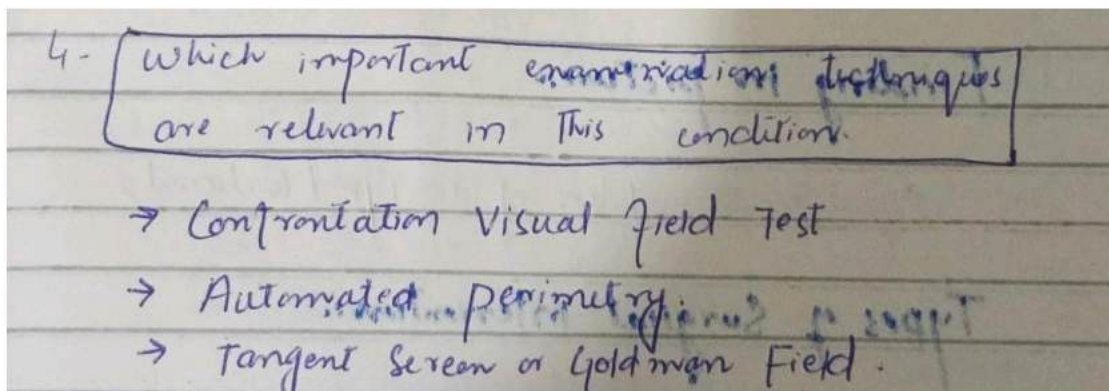 4- Which important examination techniques
are relevant in This condition.
→ Confrontation Visual Field Test
→ Automated perimetry.
→ Tangent Screen or Goldman Field.